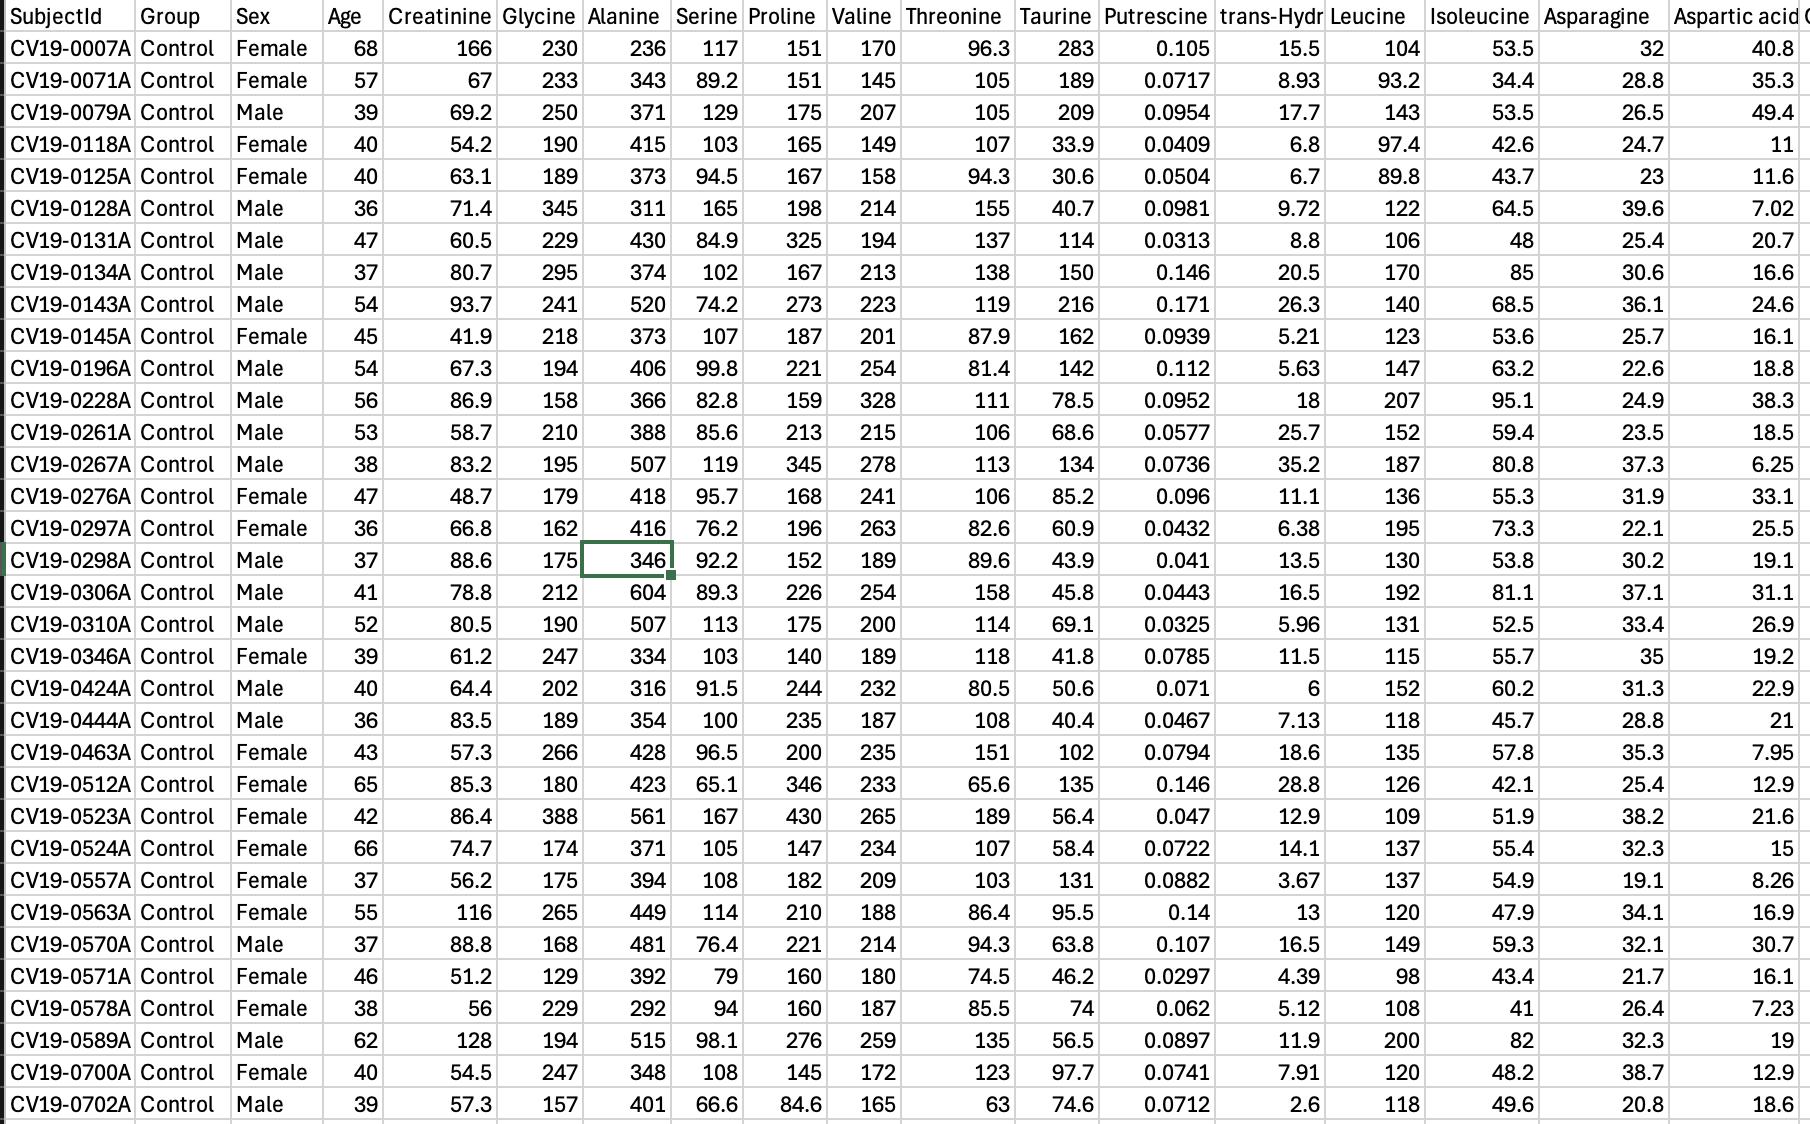 SubjectId Group Sex Age Creatinine Glycine Alanine Serine Proline Valine Threonine Taurine Putrescine trans-Hydr Leucine Isoleucine Asparagine Aspartic acid
CV19-0007A Control Female 68 166 230 236 117 151 170 96.3 283 0.105 15.5 104 53.5 32 40.8
CV19-0071A Control Female 57 67 233 343 89.2 151 145 105 189 0.0717 8.93 93.2 34.4 28.8 35.3
CV19-0079A Control Male 39 69.2 250 371 129 175 207 105 209 0.0954 17.7 143 53.5 26.5 49.4
CV19-0118A Control Female 40 54.2 190 415 103 165 149 107 33.9 0.0409 6.8 97.4 42.6 24.7 11
CV19-0125A Control Female 40 63.1 189 373 94.5 167 158 94.3 30.6 0.0504 6.7 89.8 43.7 23 11.6
CV19-0128A Control Male 36 71.4 345 311 165 198 214 155 40.7 0.0981 9.72 122 64.5 39.6 7.02
CV19-0131A Control Male 47 60.5 229 430 84.9 325 194 137 114 0.0313 8.8 106 48 25.4 20.7
CV19-0134A Control Male 37 80.7 295 374 102 167 213 138 150 0.146 20.5 170 85 30.6 16.6
CV19-0143A Control Male 54 93.7 241 520 74.2 273 223 119 216 0.171 26.3 140 68.5 36.1 24.6
CV19-0145A Control Female 45 41.9 218 373 107 187 201 87.9 162 0.0939 5.21 123 53.6 25.7 16.1
CV19-0196A Control Male 54 67.3 194 406 99.8 221 254 81.4 142 0.112 5.63 147 63.2 22.6 18.8
CV19-0228A Control Male 56 86.9 158 366 82.8 159 328 111 78.5 0.0952 18 207 95.1 24.9 38.3
CV19-0261A Control Male 53 58.7 210 388 85.6 213 215 106 68.6 0.0577 25.7 152 59.4 23.5 18.5
CV19-0267A Control Male 38 83.2 195 507 119 345 278 113 134 0.0736 35.2 187 80.8 37.3 6.25
CV19-0276A Control Female 47 48.7 179 418 95.7 168 241 106 85.2 0.096 11.1 136 55.3 31.9 33.1
CV19-0297A Control Female 36 66.8 162 416 76.2 196 263 82.6 60.9 0.0432 6.38 195 73.3 22.1 25.5
CV19-0298A Control Male 37 88.6 175 346 92.2 152 189 89.6 43.9 0.041 13.5 130 53.8 30.2 19.1
CV19-0306A Control Male 41 78.8 212 604 89.3 226 254 158 45.8 0.0443 16.5 192 81.1 37.1 31.1
CV19-0310A Control Male 52 80.5 190 507 113 175 200 114 69.1 0.0325 5.96 131 52.5 33.4 26.9
CV19-0346A Control Female 39 61.2 247 334 103 140 189 118 41.8 0.0785 11.5 115 55.7 35 19.2
CV19-0424A Control Male 40 64.4 202 316 91.5 244 232 80.5 50.6 0.071 6 152 60.2 31.3 22.9
CV19-0444A Control Male 36 83.5 189 354 100 235 187 108 40.4 0.0467 7.13 118 45.7 28.8 21
CV19-0463A Control Female 43 57.3 266 428 96.5 200 235 151 102 0.0794 18.6 135 57.8 35.3 7.95
CV19-0512A Control Female 65 85.3 180 423 65.1 346 233 65.6 135 0.146 28.8 126 42.1 25.4 12.9
CV19-0523A Control Female 42 86.4 388 561 167 430 265 189 56.4 0.047 12.9 109 51.9 38.2 21.6
CV19-0524A Control Female 66 74.7 174 371 105 147 234 107 58.4 0.0722 14.1 137 55.4 32.3 15
CV19-0557A Control Female 37 56.2 175 394 108 182 209 103 131 0.0882 3.67 137 54.9 19.1 8.26
CV19-0563A Control Female 55 116 265 449 114 210 188 86.4 95.5 0.14 13 120 47.9 34.1 16.9
CV19-0570A Control Male 37 88.8 168 481 76.4 221 214 94.3 63.8 0.107 16.5 149 59.3 32.1 30.7
CV19-0571A Control Female 46 51.2 129 392 79 160 180 74.5 46.2 0.0297 4.39 98 43.4 21.7 16.1
CV19-0578A Control Female 38 56 229 292 94 160 187 85.5 74 0.062 5.12 108 41 26.4 7.23
CV19-0589A Control Male 62 128 194 515 98.1 276 259 135 56.5 0.0897 11.9 200 82 32.3 19
CV19-0700A Control Female 40 54.5 247 348 108 145 172 123 97.7 0.0741 7.91 120 48.2 38.7 12.9
CV19-0702A Control Male 39 57.3 157 401 66.6 84.6 165 63 74.6 0.0712 2.6 118 49.6 20.8 18.6